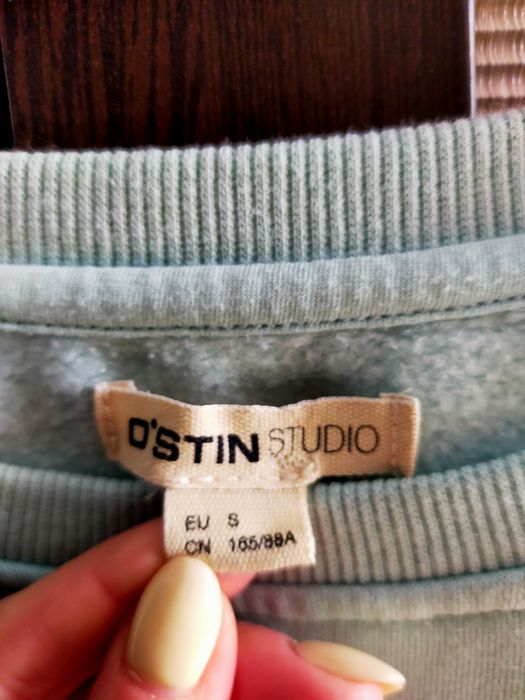 O'STIN STUDIO
EU S
CN 165/88A